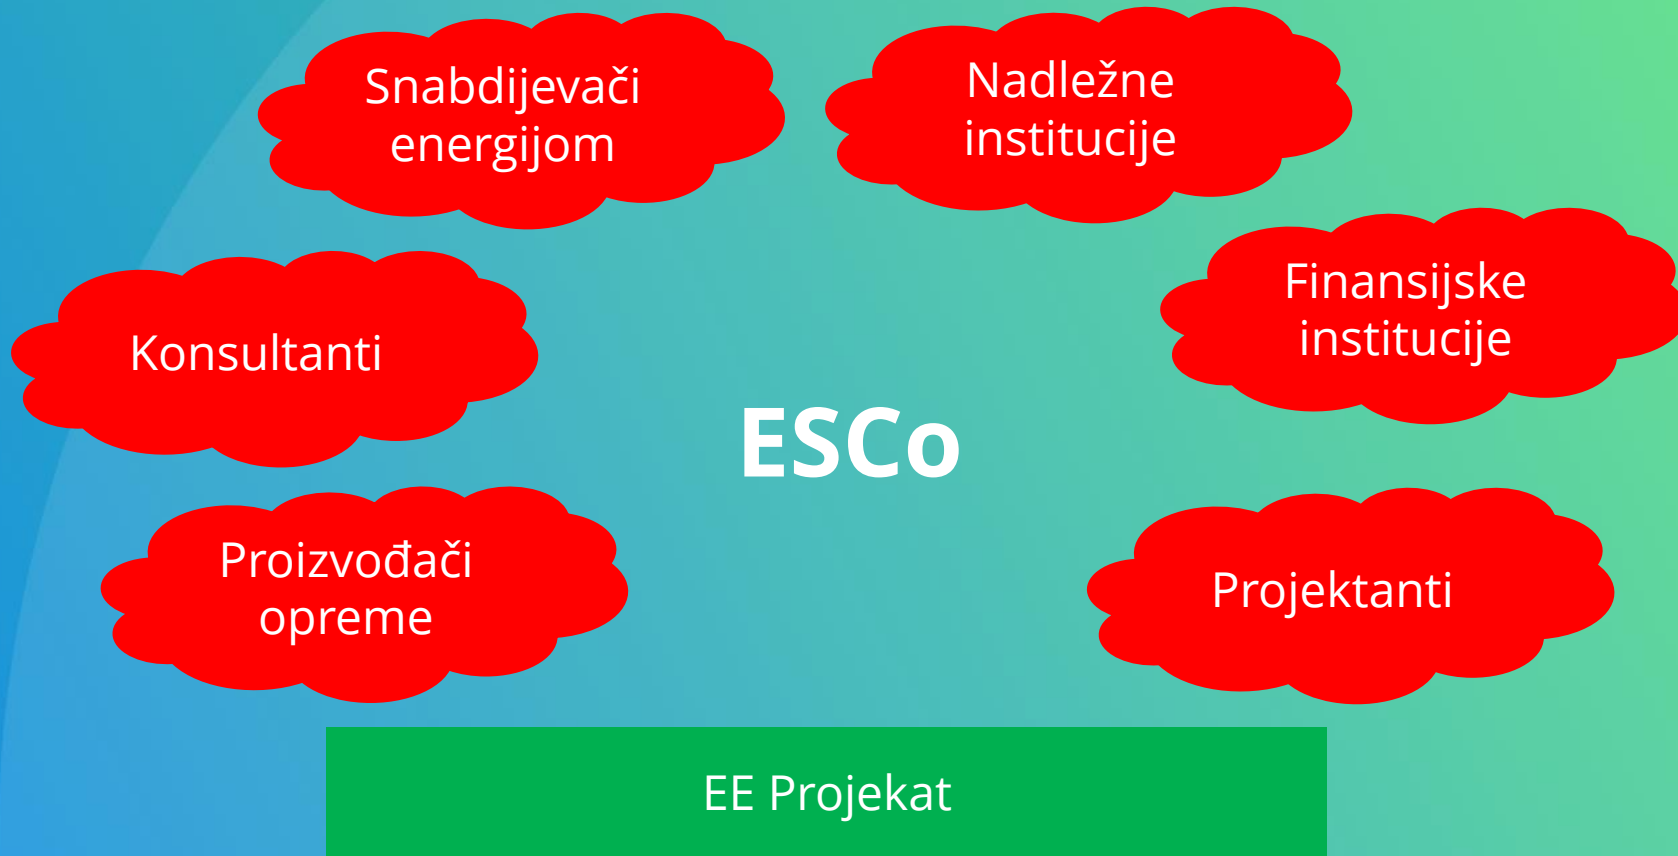 Snabdijevači
energijom
Nadležne
institucije
Finansijske
institucije
Konsultanti
ESCo
Proizvođači
opreme
Projektanti
EE Projekat